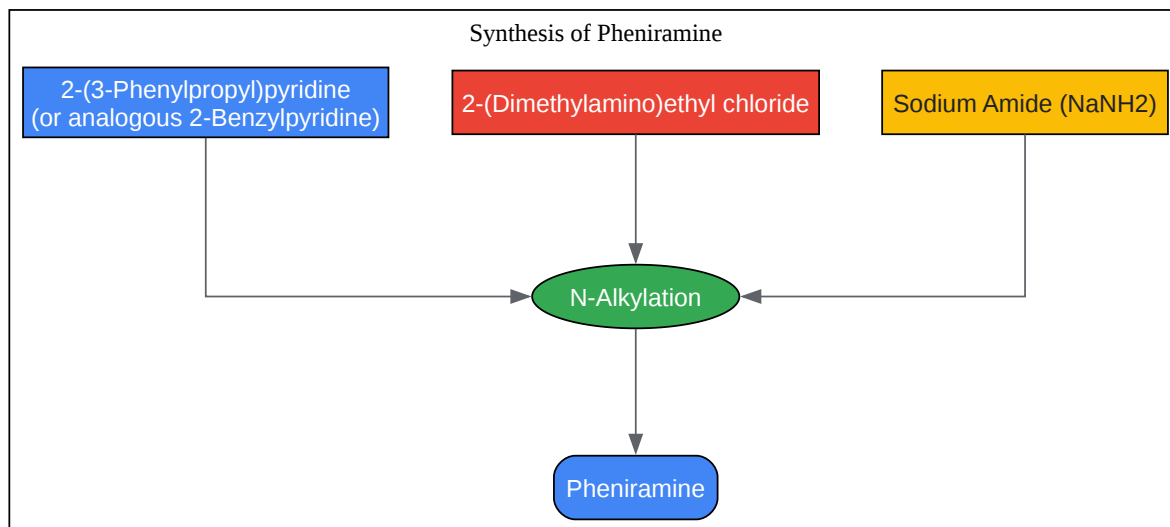 Synthesis of Pheniramine
2-(3-Phenylpropyl)pyridine
(or analogous 2-Benzylpyridine)
2-(Dimethylamino)ethyl chloride
Sodium Amide (NaNH2)
N-Alkylation
Pheniramine